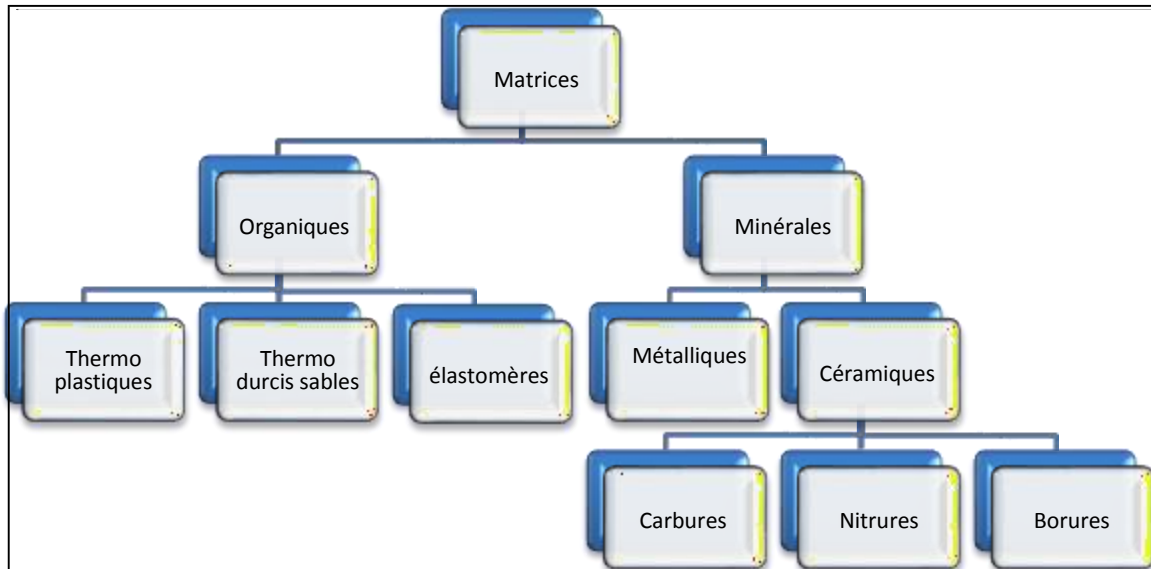 Matrices
Organiques
Minérales
Thermo
plastiques
Thermo
durcis sables
élastomères
Métalliques
Céramiques
Carbures
Nitrures
Borures